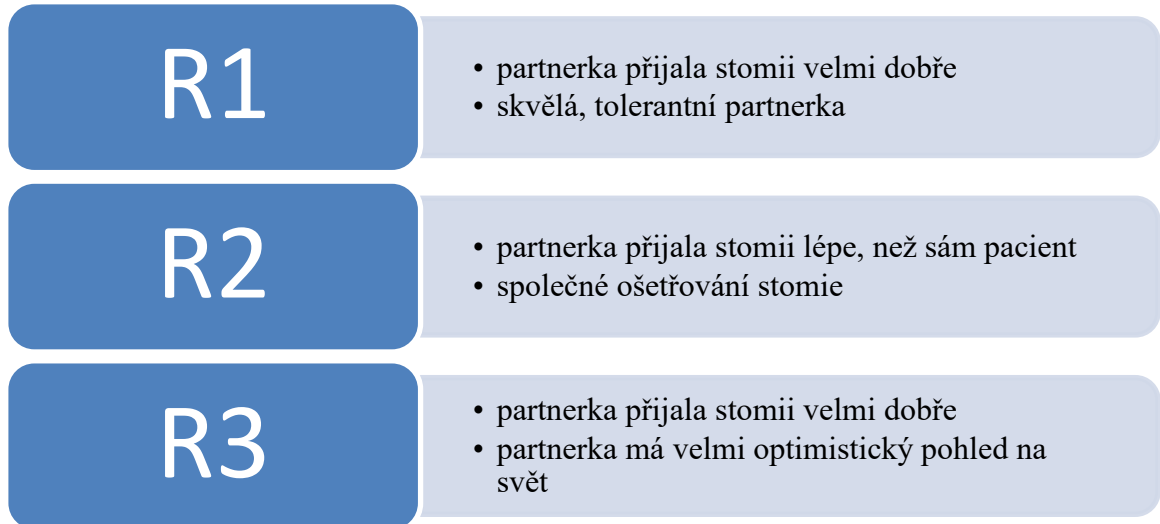 R1
• partnerka přijala stomii velmi dobře
• skvělá, tolerantní partnerka
R2
• partnerka přijala stomii lépe, než sám pacient
• společné ošetřování stomie
R3
• partnerka přijala stomii velmi dobře
• partnerka má velmi optimistický pohled na
svět